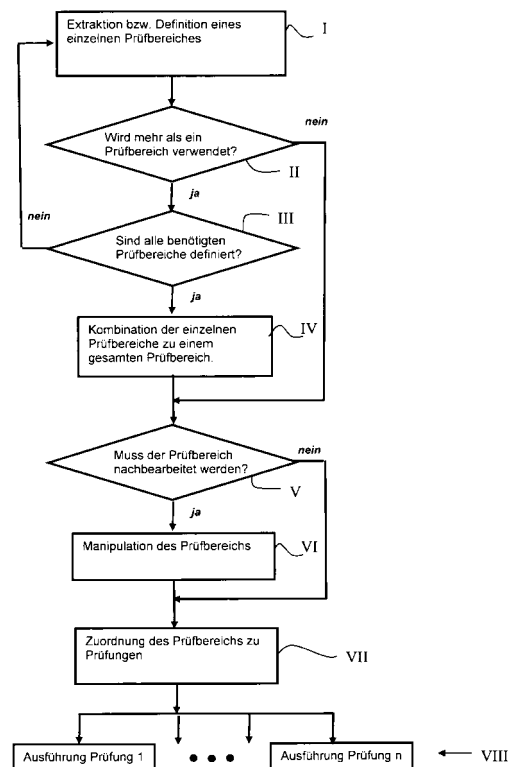 Extraktion bzw. Definition eines
einzelnen Prüfbereiches
I
Wird mehr als ein
Prüfbereich verwendet?
nein
II
ja
III
nein
Sind alle benötigten
Prüfbereiche definiert?
ja
Kombination der einzelnen
Prüfbereiche zu einem
gesamten Prüfbereich.
IV
Muss der Prüfbereich
nachbearbeitet werden?
nein
V
ja
Manipulation des Prüfbereichs
VI
Zuordnung des Prüfbereichs zu
Prüfungen
VII
Ausführung Prüfung 1
Ausführung Prüfung n
VIII